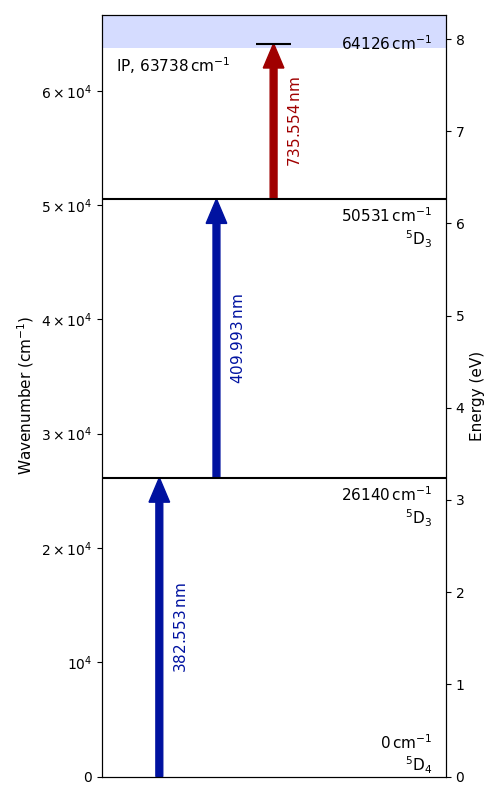 64126 cm⁻¹
IP, 63738 cm⁻¹
735.554 nm
50531 cm⁻¹
⁵D₃
409.993 nm
26140 cm⁻¹
⁵D₃
382.553 nm
0 cm⁻¹
⁵D₄
Wavenumber (cm⁻¹)
6 × 10⁴
5 × 10⁴
4 × 10⁴
3 × 10⁴
2 × 10⁴
10⁴
0
Energy (eV)
8
7
6
5
4
3
2
1
0